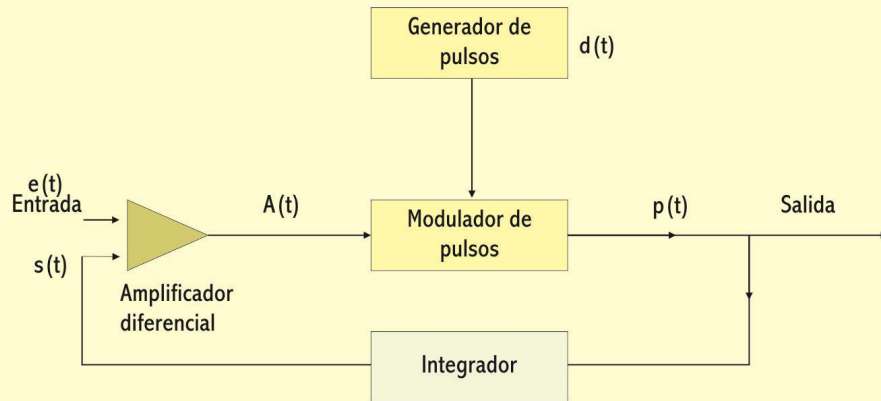 Generador de
pulsos
d(t)
e(t)
Entrada
A(t)
Modulador de
pulsos
p(t)
Salida
s(t)
Amplificador
diferencial
Integrador